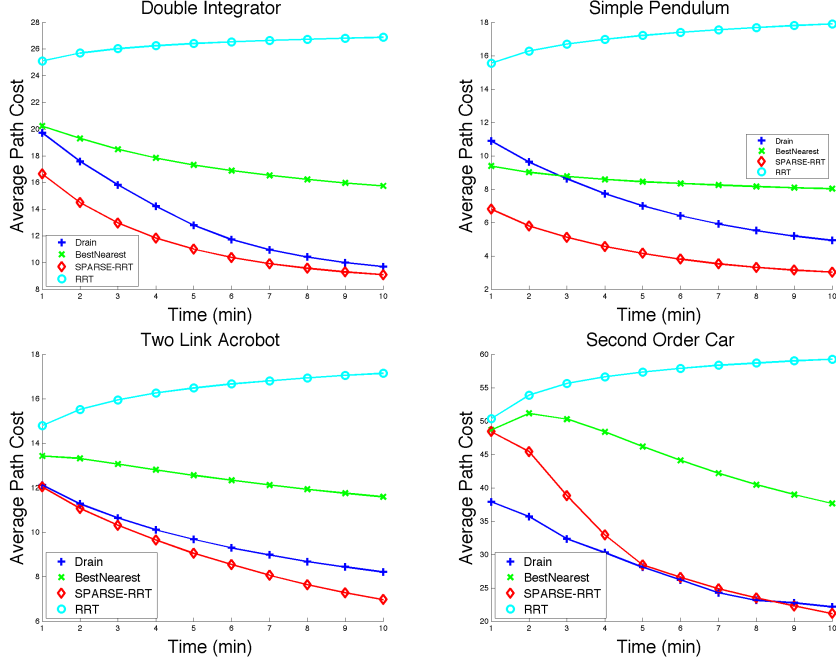 Double Integrator
Average Path Cost
28
26
24
22
20
18
16
14
12
10
8
Drain
BestNearest
SPARSE-RRT
RRT
1 2 3 4 5 6 7 8 9 10
Time (min)
Simple Pendulum
Average Path Cost
18
16
14
12
10
8
6
4
2
Drain
BestNearest
SPARSE-RRT
RRT
1 2 3 4 5 6 7 8 9 10
Time (min)
Two Link Acrobot
Average Path Cost
18
16
14
12
10
8
6
Drain
BestNearest
SPARSE-RRT
RRT
1 2 3 4 5 6 7 8 9 10
Time (min)
Second Order Car
Average Path Cost
60
55
50
45
40
35
30
25
20
Drain
BestNearest
SPARSE-RRT
RRT
1 2 3 4 5 6 7 8 9 10
Time (min)